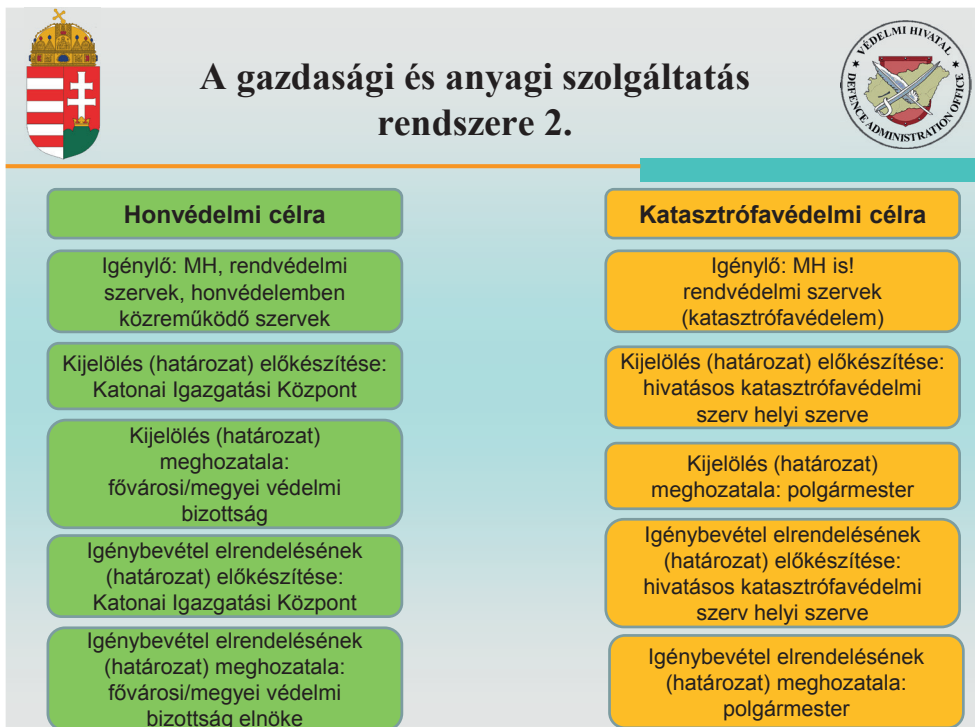 A gazdasági és anyagi szolgáltatás
rendszere 2.
VÉDELMI HIVATAL
DEFENCE ADMINISTRATION OFFICE
Honvédelmi célra
Igénylő: MH, rendvédelmi
szervek, honvédelemben
közreműködő szervek
Kijelölés (határozat) előkészítése:
Katonai Igazgatási Központ
Kijelölés (határozat)
meghozatala:
fővárosi/megyei védelmi
bizottság
Igénybevétel elrendelésének
(határozat) előkészítése:
Katonai Igazgatási Központ
Igénybevétel elrendelésének
(határozat) meghozatala:
fővárosi/megyei védelmi
bizottság elnöke
Katasztrófavédelmi célra
Igénylő: MH is!
rendvédelmi szervek
(katasztrófavédelem)
Kijelölés (határozat) előkészítése:
hivatásos katasztrófavédelmi
szerv helyi szerve
Kijelölés (határozat)
meghozatala: polgármester
Igénybevétel elrendelésének
(határozat) előkészítése:
hivatásos katasztrófavédelmi
szerv helyi szerve
Igénybevétel elrendelésének
(határozat) meghozatala:
polgármester